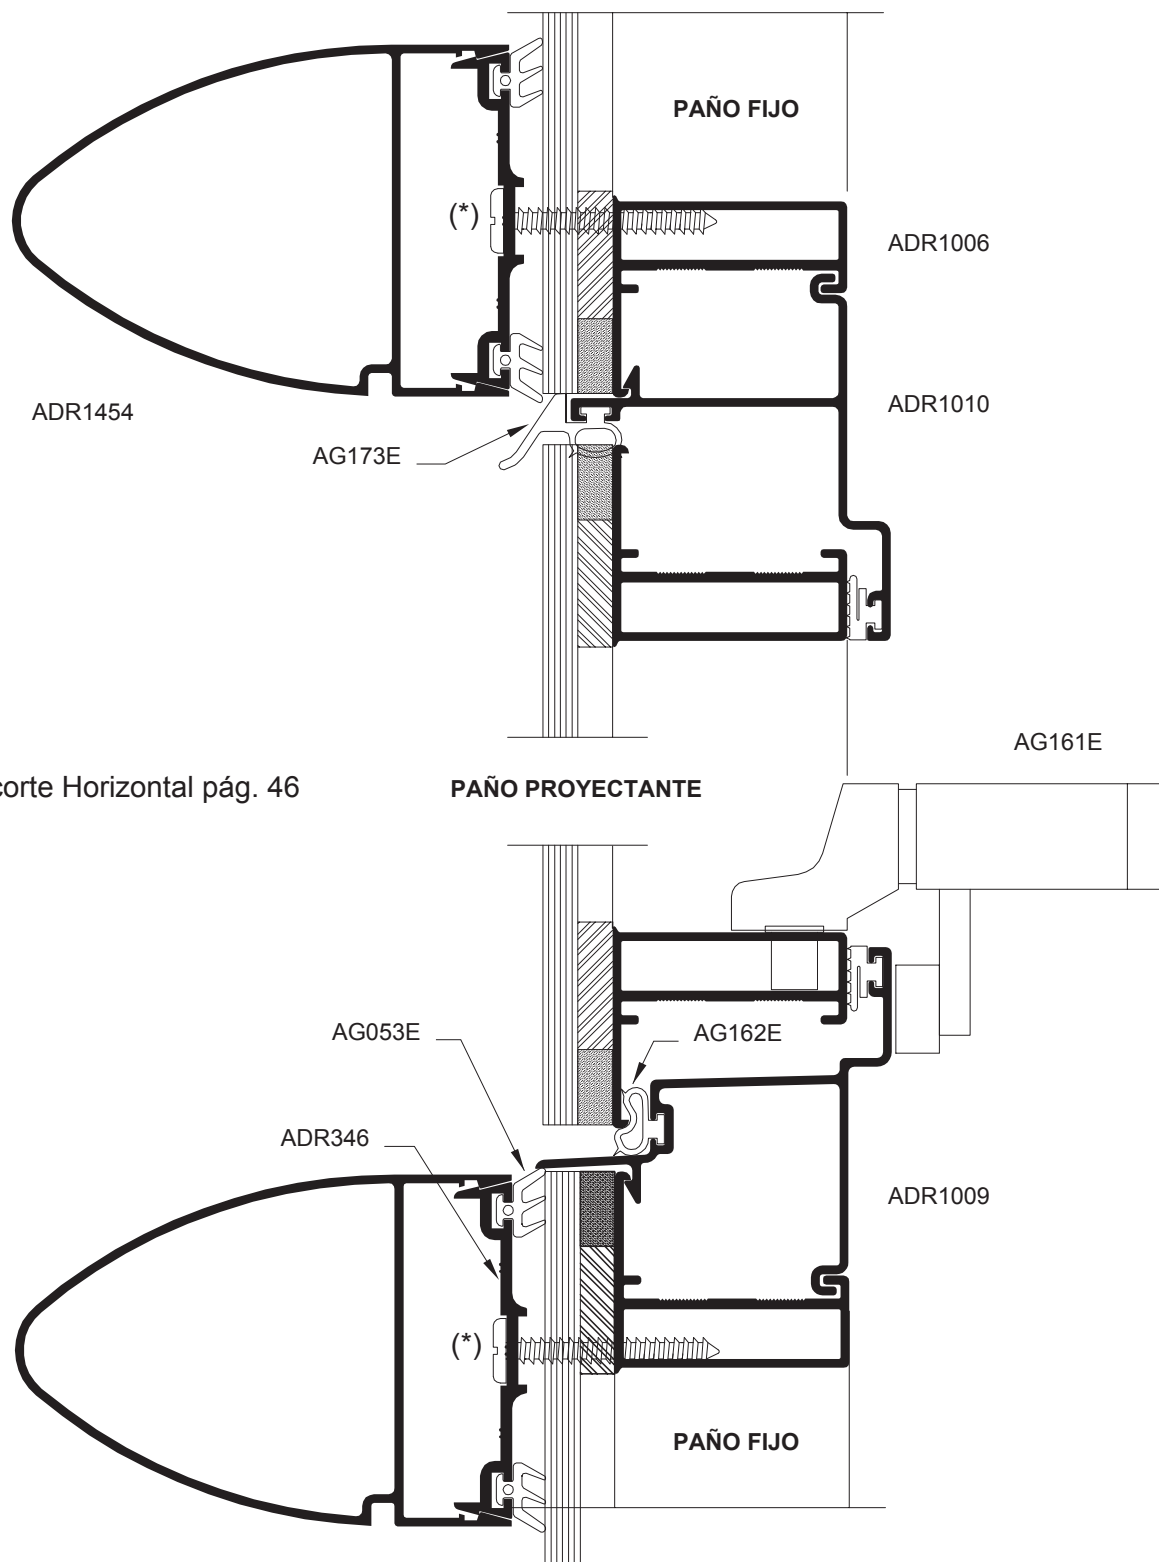 PAÑO FIJO
(*)
ADR1006
ADR1454
ADR1010
AG173E
AG161E
corte Horizontal pág. 46
PAÑO PROYECTANTE
AG053E
AG162E
ADR346
ADR1009
(*)
PAÑO FIJO